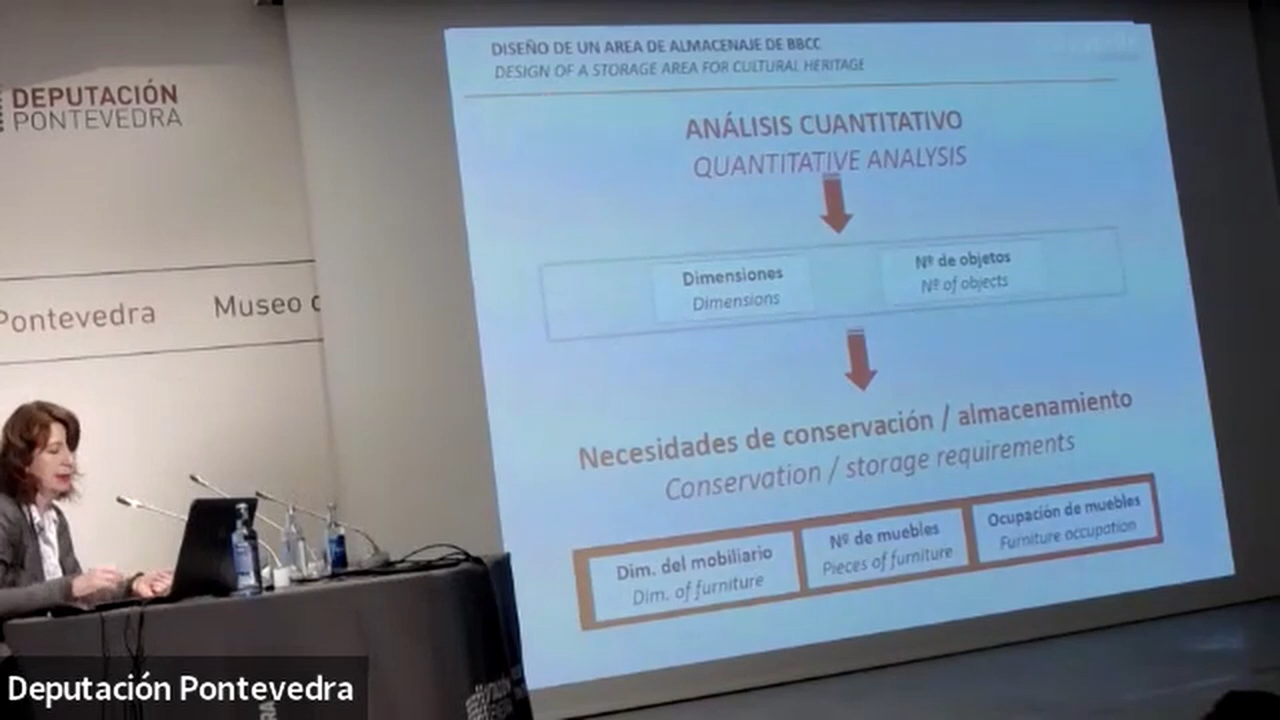 DEPUTACIÓN
PONTEVEDRA
Pontevedra
Museo
DISEÑO DE UN AREA DE ALMACENAJE DE BBCC
DESIGN OF A STORAGE AREA FOR CULTURAL HERITAGE
ANÁLISIS CUANTITATIVO
QUANTITATIVE ANALYSIS
Dimensiones
Dimensions
Nº de objetos
Nº of objects
Necesidades de conservación / almacenamiento
Conservation / storage requirements
Dim. del mobiliario
Dim. of furniture
Nº de muebles
Pieces of furniture
Ocupación de muebles
Furniture occupation
Deputación Pontevedra